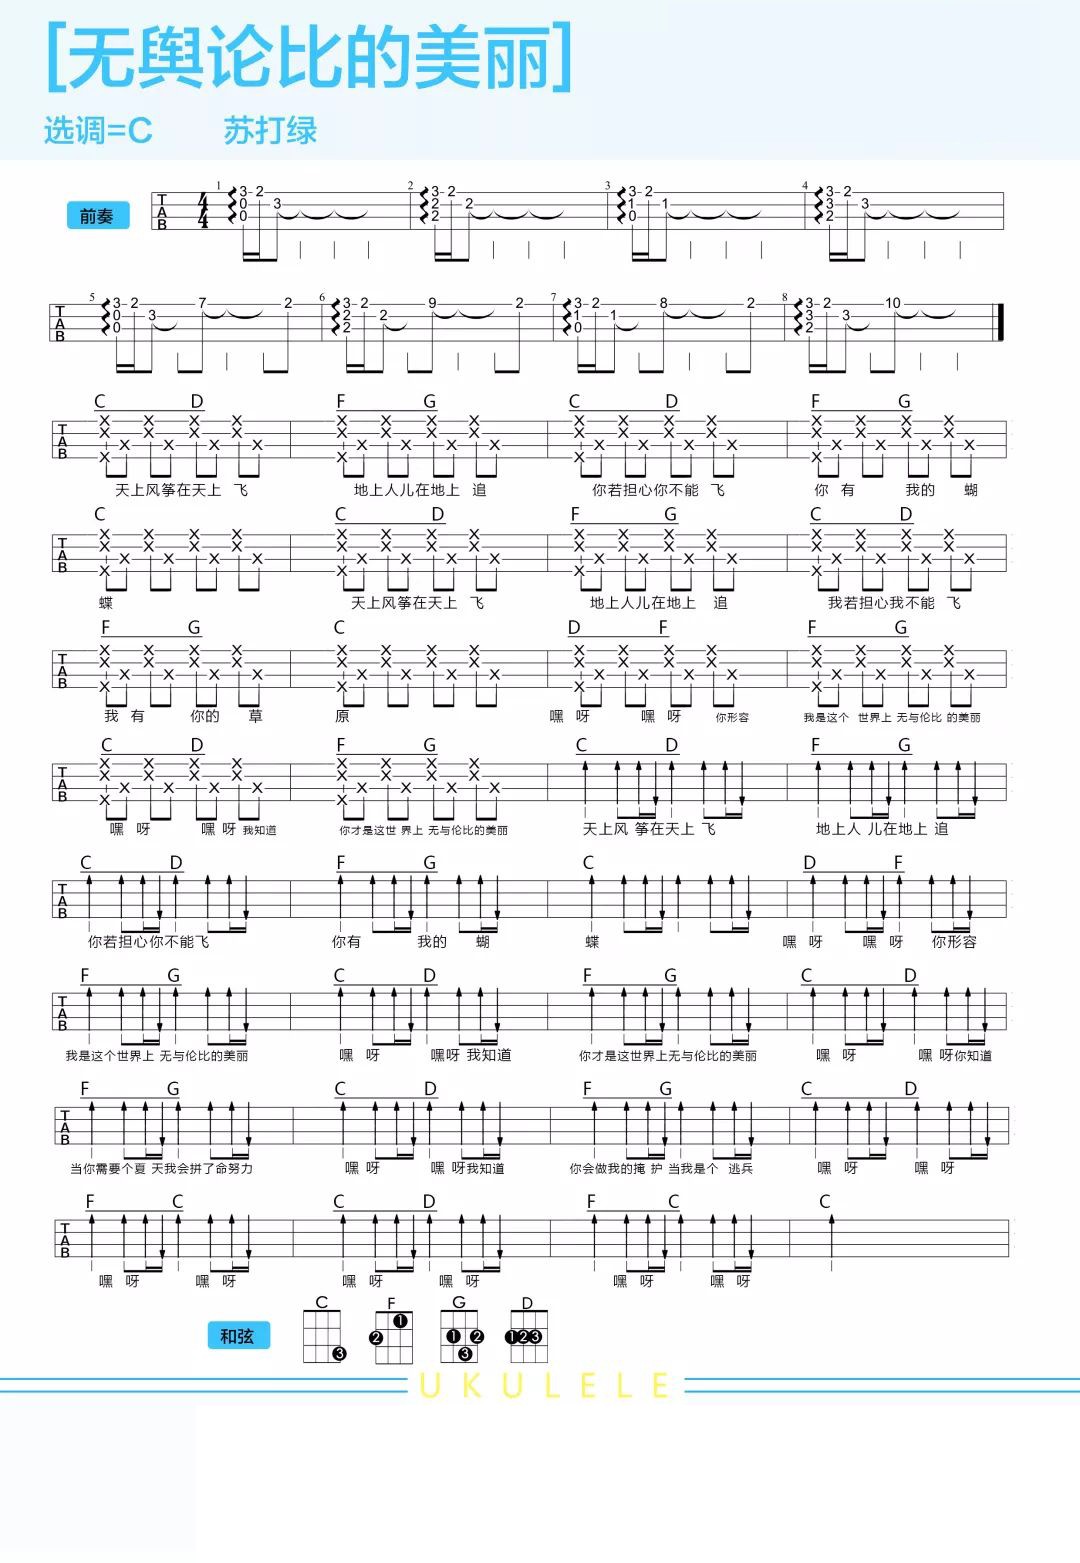 [无舆论比的美丽]
选调=C 苏打绿
前奏
TAB 4/4 1 3 0 0 2 3 2 3 2 2 2 2 3 3 1 0 2 1 4 3 3 2 2 3
TAB 5 3 0 0 2 3 7 2 6 3 2 2 2 2 9 2 7 3 1 0 2 1 8 2 8 3 3 2 2 3 10
C D F G C D F G
TAB
天上风筝在天上 飞 地上人儿在地上 追 你若担心你不能 飞 你 有 我的 蝴
C C D F G C D
TAB
蝶 天上风筝在天上 飞 地上人儿在地上 追 我若担心我不能 飞
F G C D F F G
TAB
我 有 你的 草 原 嘿 呀 嘿 呀 你形容 我是这个 世界上 无与伦比 的美丽
C D F G C D F G
TAB
嘿 呀 嘿 呀 我知道 你才是这世 界上 无与伦比的美丽 天上风 筝在天上 飞 地上人 儿在地上 追
C D F G C D F
TAB
你若担心你不能飞 你有 我的 蝴 蝶 嘿 呀 嘿 呀 你形容
F G C D F G C D
TAB
我是这个世界上 无与伦比的美丽 嘿 呀 嘿呀 我知道 你才是这世界上无与伦比的美丽 嘿 呀 嘿 呀你知道
F G C D F G C D
TAB
当你需要个夏 天我会拼了命努力 嘿 呀 嘿 呀我知道 你会做我的掩 护 当我是个 逃兵 嘿 呀 嘿 呀
F C C D F C C
TAB
嘿 呀 嘿 呀 嘿 呀 嘿 呀 嘿 呀 嘿 呀
C F G D
和弦 3 2 1 1 2 3 1 2 3
UKULELE